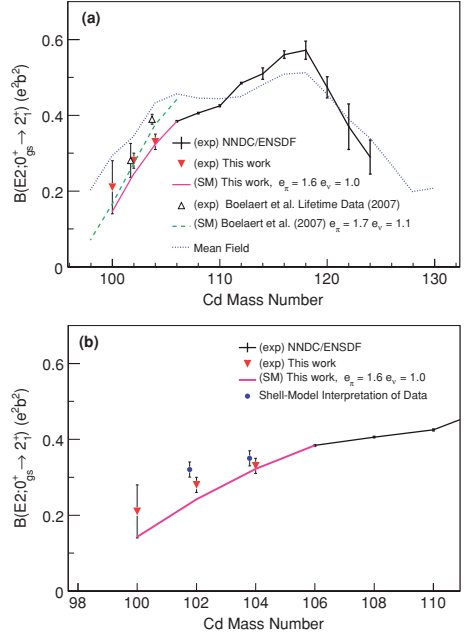 (a)
0.6
0.4
0.2
0
B(E2;0⁺gs → 2⁺1) (e²b²)
(exp) NNDC/ENSDF
(exp) This work
(SM) This work, eπ = 1.6 eν = 1.0
(exp) Boelaert et al. Lifetime Data (2007)
(SM) Boelaert et al. (2007) eπ = 1.7 eν = 1.1
Mean Field
100 105 110 115 120 125 130
Cd Mass Number
(b)
0.6
0.4
0.2
0
B(E2;0⁺gs → 2⁺1) (e²b²)
(exp) NNDC/ENSDF
(exp) This work
(SM) This work, eπ = 1.6 eν = 1.0
Shell-Model Interpretation of Data
98 100 102 104 106 108 110
Cd Mass Number